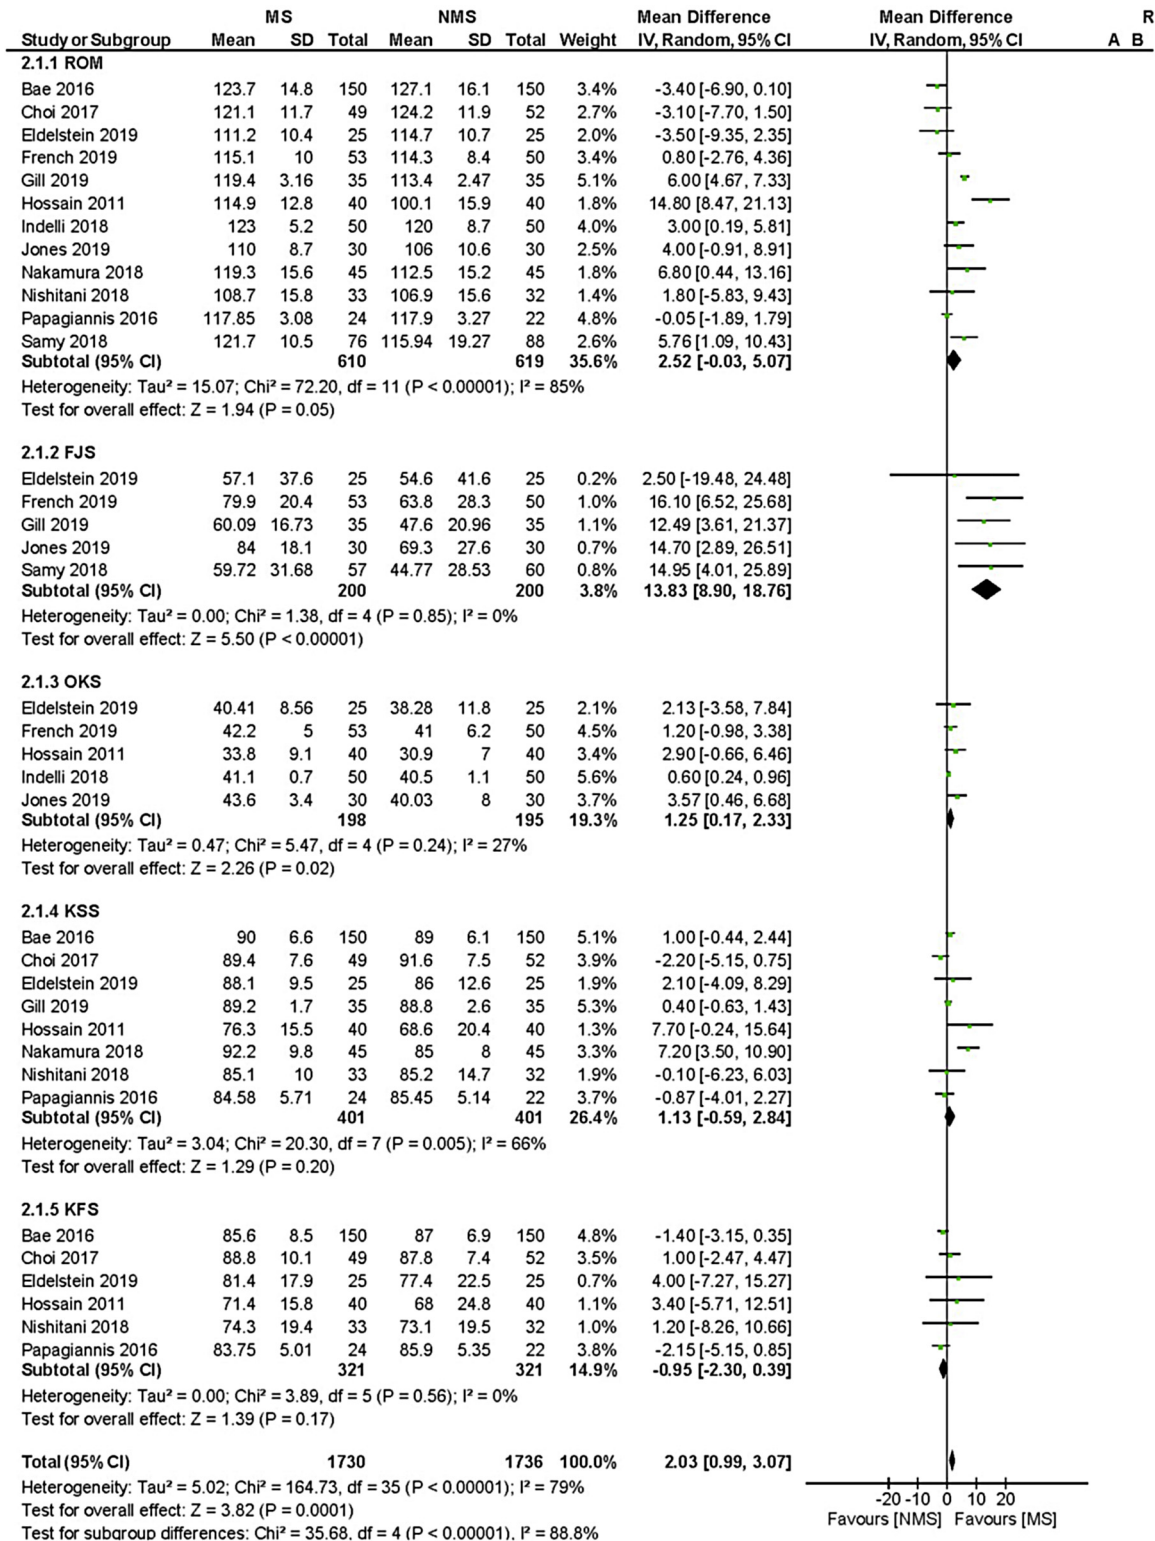 MS NMS Mean Difference Mean Difference R
Study or Subgroup Mean SD Total Mean SD Total Weight IV, Random, 95% CI IV, Random, 95% CI A B
2.1.1 ROM
Bae 2016 123.7 14.8 150 127.1 16.1 150 3.4% -3.40 [-6.90, 0.10]
Choi 2017 121.1 11.7 49 124.2 11.9 52 2.7% -3.10 [-7.70, 1.50]
Eldelstein 2019 111.2 10.4 25 114.7 10.7 25 2.0% -3.50 [-9.35, 2.35]
French 2019 115.1 10 53 114.3 8.4 50 3.4% 0.80 [-2.76, 4.36]
Gill 2019 119.4 3.16 35 113.4 2.47 35 5.1% 6.00 [4.67, 7.33]
Hossain 2011 114.9 12.8 40 100.1 15.9 40 1.8% 14.80 [8.47, 21.13]
Indelli 2018 123 5.2 50 120 8.7 50 4.0% 3.00 [0.19, 5.81]
Jones 2019 110 8.7 30 106 10.6 30 2.5% 4.00 [-0.91, 8.91]
Nakamura 2018 119.3 15.6 45 112.5 15.2 45 1.8% 6.80 [0.44, 13.16]
Nishitani 2018 108.7 15.8 33 106.9 15.6 32 1.4% 1.80 [-5.83, 9.43]
Papagiannis 2016 117.85 3.08 24 117.9 3.27 22 4.8% -0.05 [-1.89, 1.79]
Samy 2018 121.7 10.5 76 115.94 19.27 88 2.6% 5.76 [1.09, 10.43]
Subtotal (95% CI) 610 619 35.6% 2.52 [-0.03, 5.07]
Heterogeneity: Tau² = 15.07; Chi² = 72.20, df = 11 (P < 0.00001); I² = 85%
Test for overall effect: Z = 1.94 (P = 0.05)
2.1.2 FJS
Eldelstein 2019 57.1 37.6 25 54.6 41.6 25 0.2% 2.50 [-19.48, 24.48]
French 2019 79.9 20.4 53 63.8 28.3 50 1.0% 16.10 [6.52, 25.68]
Gill 2019 60.09 16.73 35 47.6 20.96 35 1.1% 12.49 [3.61, 21.37]
Jones 2019 84 18.1 30 69.3 27.6 30 0.7% 14.70 [2.89, 26.51]
Samy 2018 59.72 31.68 57 44.77 28.53 60 0.8% 14.95 [4.01, 25.89]
Subtotal (95% CI) 200 200 3.8% 13.83 [8.90, 18.76]
Heterogeneity: Tau² = 0.00; Chi² = 1.38, df = 4 (P = 0.85); I² = 0%
Test for overall effect: Z = 5.50 (P < 0.00001)
2.1.3 OKS
Eldelstein 2019 40.41 8.56 25 38.28 11.8 25 2.1% 2.13 [-3.58, 7.84]
French 2019 42.2 5 53 41 6.2 50 4.5% 1.20 [-0.98, 3.38]
Hossain 2011 33.8 9.1 40 30.9 7 40 3.4% 2.90 [-0.66, 6.46]
Indelli 2018 41.1 0.7 50 40.5 1.1 50 5.6% 0.60 [0.24, 0.96]
Jones 2019 43.6 3.4 30 40.03 8 30 3.7% 3.57 [0.46, 6.68]
Subtotal (95% CI) 198 195 19.3% 1.25 [0.17, 2.33]
Heterogeneity: Tau² = 0.47; Chi² = 5.47, df = 4 (P = 0.24); I² = 27%
Test for overall effect: Z = 2.26 (P = 0.02)
2.1.4 KSS
Bae 2016 90 6.6 150 89 6.1 150 5.1% 1.00 [-0.44, 2.44]
Choi 2017 89.4 7.6 49 91.6 7.5 52 3.9% -2.20 [-5.15, 0.75]
Eldelstein 2019 88.1 9.5 25 86 12.6 25 1.9% 2.10 [-4.09, 8.29]
Gill 2019 89.2 1.7 35 88.8 2.6 35 5.3% 0.40 [-0.63, 1.43]
Hossain 2011 76.3 15.5 40 68.6 20.4 40 1.3% 7.70 [-0.24, 15.64]
Nakamura 2018 92.2 9.8 45 85 8 45 3.3% 7.20 [3.50, 10.90]
Nishitani 2018 85.1 10 33 85.2 14.7 32 1.9% -0.10 [-6.23, 6.03]
Papagiannis 2016 84.58 5.71 24 85.45 5.14 22 3.7% -0.87 [-4.01, 2.27]
Subtotal (95% CI) 401 401 26.4% 1.13 [-0.59, 2.84]
Heterogeneity: Tau² = 3.04; Chi² = 20.30, df = 7 (P = 0.005); I² = 66%
Test for overall effect: Z = 1.29 (P = 0.20)
2.1.5 KFS
Bae 2016 85.6 8.5 150 87 6.9 150 4.8% -1.40 [-3.15, 0.35]
Choi 2017 88.8 10.1 49 87.8 7.4 52 3.5% 1.00 [-2.47, 4.47]
Eldelstein 2019 81.4 17.9 25 77.4 22.5 25 0.7% 4.00 [-7.27, 15.27]
Hossain 2011 71.4 15.8 40 68 24.8 40 1.1% 3.40 [-5.71, 12.51]
Nishitani 2018 74.3 19.4 33 73.1 19.5 32 1.0% 1.20 [-8.26, 10.66]
Papagiannis 2016 83.75 5.01 24 85.9 5.35 22 3.8% -2.15 [-5.15, 0.85]
Subtotal (95% CI) 321 321 14.9% -0.95 [-2.30, 0.39]
Heterogeneity: Tau² = 0.00; Chi² = 3.89, df = 5 (P = 0.56); I² = 0%
Test for overall effect: Z = 1.39 (P = 0.17)
Total (95% CI) 1730 1736 100.0% 2.03 [0.99, 3.07]
Heterogeneity: Tau² = 5.02; Chi² = 164.73, df = 35 (P < 0.00001); I² = 79%
Test for overall effect: Z = 3.82 (P = 0.0001)
Test for subgroup differences: Chi² = 35.68, df = 4 (P < 0.00001), I² = 88.8%
-20 -10 0 10 20
Favours [NMS] Favours [MS]